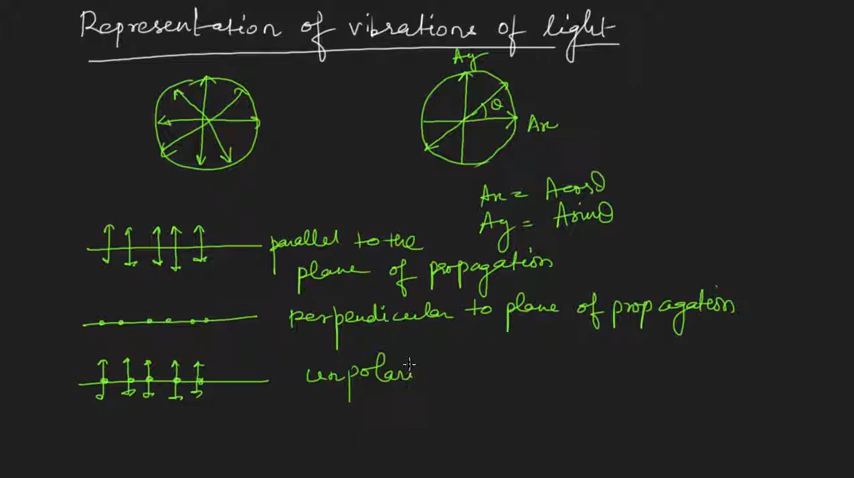 Representation of vibrations of light
Ay
θ
Ax
Ax = Acosθ
Ay = Asinθ
parallel to the
plane of propagation
perpendicular to plane of propagation
unpolari